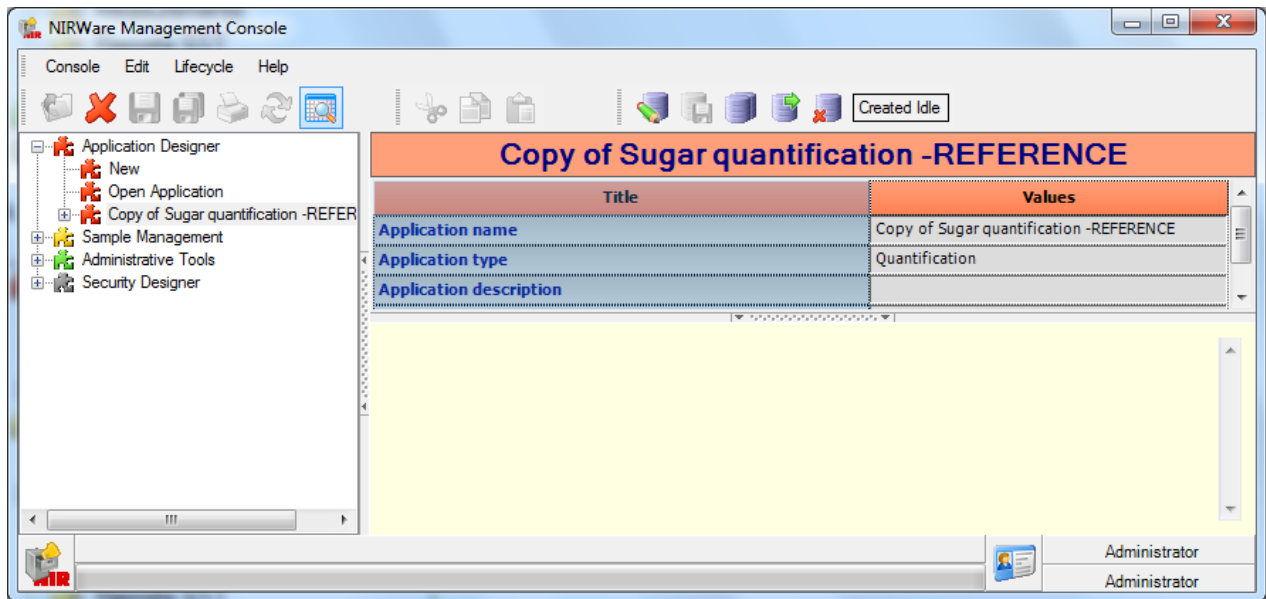 NIRWare Management Console
Console Edit Lifecycle Help
Created Idle
Application Designer
New
Open Application
Copy of Sugar quantification -REFER
Sample Management
Administrative Tools
Security Designer
Copy of Sugar quantification -REFERENCE
Title Values
Application name Copy of Sugar quantification -REFERENCE
Application type Quantification
Application description
NIR
Administrator
Administrator